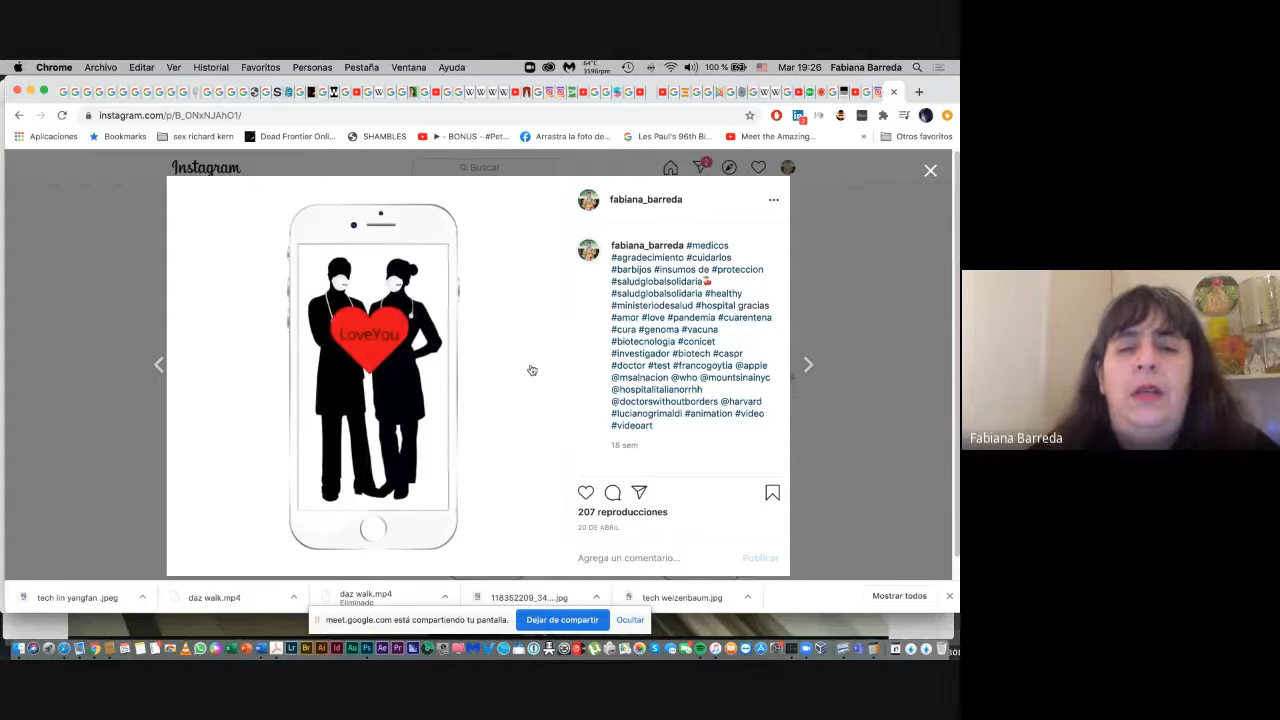 Chrome Archivo Editar Ver Historial Favoritos Personas Pestaña Ventana Ayuda 64°C 3596rpm 100 % Mar 19:26 Fabiana Barreda
instagram.com/p/B_ONxNJAhO1/
Aplicaciones Bookmarks sex richard kern Dead Frontier Onli... SHAMBLES ► - BONUS - #Pet... Arrastra la foto de... Les Paul's 96th Bi... Meet the Amazing... » Otros favoritos
Instagram Buscar
fabiana_barreda
fabiana_barreda #medicos
#agradecimiento #cuidarlos
#barbijos #insumos de #proteccion
#saludglobalsolidaria🍒
#saludglobalsolidaria #healthy
#ministeriodesalud #hospital gracias
#amor #love #pandemia #cuarentena
#cura #genoma #vacuna
#biotecnologia #conicet
#investigador #biotech #caspr
#doctor #test #francogoytia @apple
@msalnacion @who @mountsinainyc
@hospitalitalianorrhh
@doctorswithoutborders @harvard
#lucianogrimaldi #animation #video
#videoart
18 sem
LoveYou
207 reproducciones
20 DE ABRIL
Agrega un comentario... Publicar
tech lin yangfan .jpeg daz walk.mp4 daz walk.mp4 118352209_34....jpg tech weizenbaum.jpg Mostrar todos
Eliminado
meet.google.com está compartiendo tu pantalla. Dejar de compartir Ocultar
Fabiana Barreda